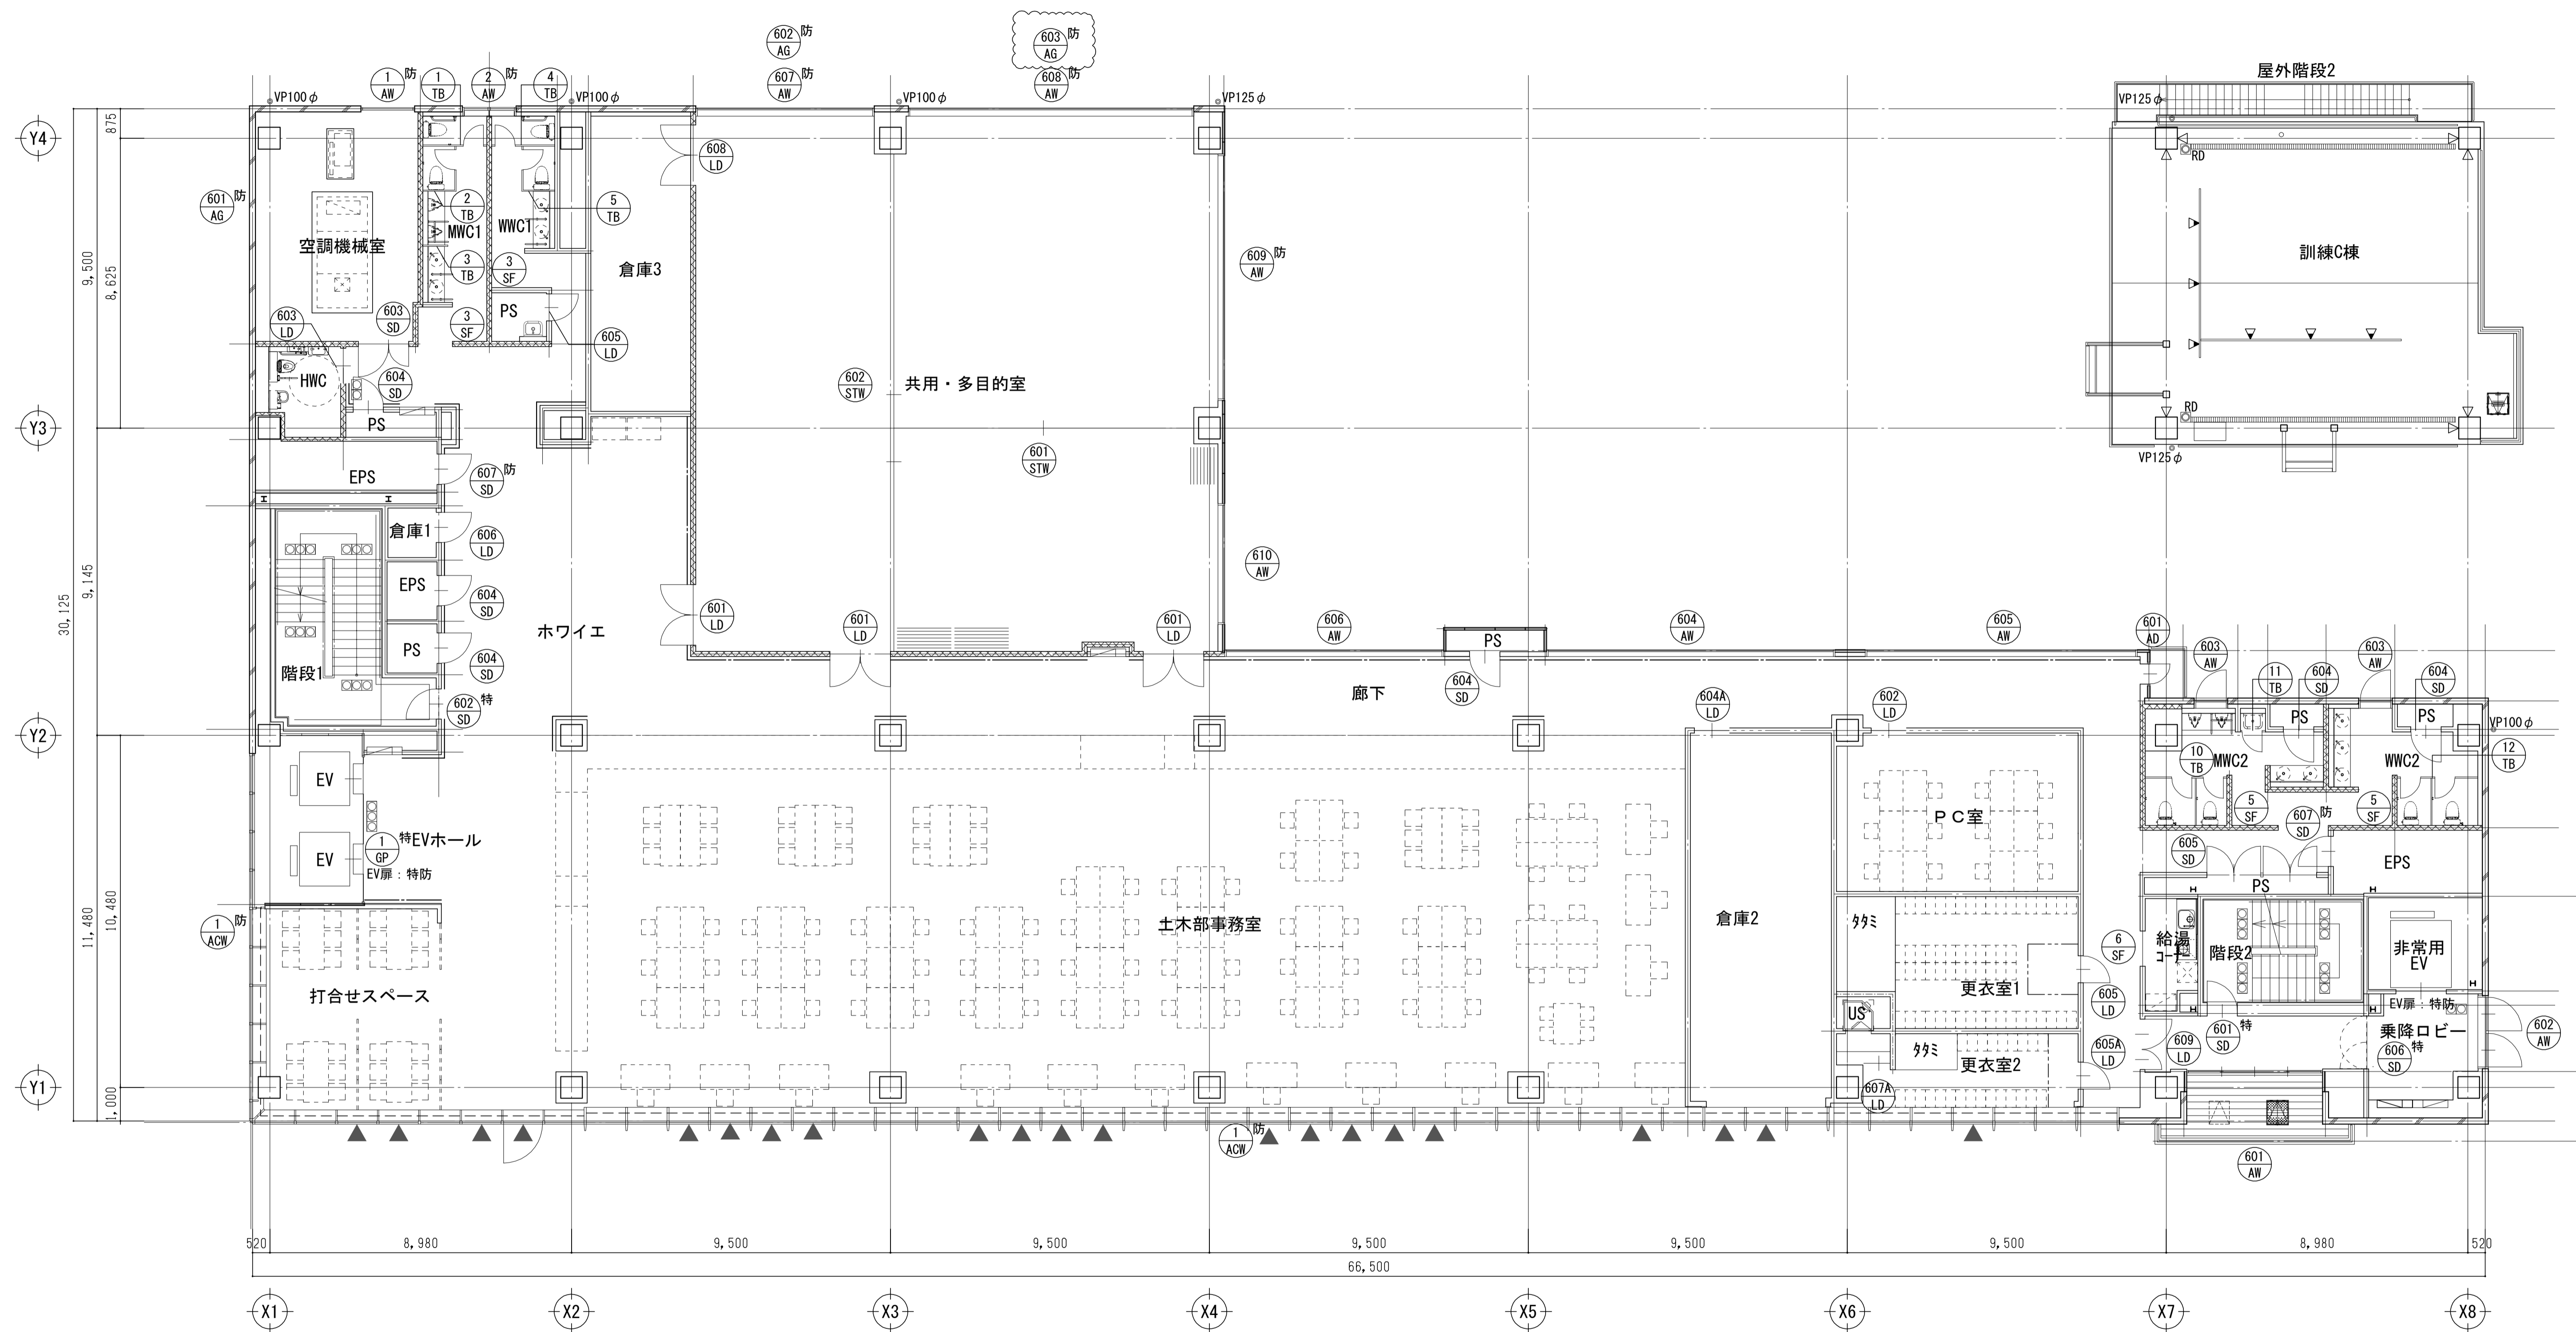 602 防
AG
603 防
AG
1 防
AW
1
TB
2 防
AW
4
TB
607 防
AW
608 防
AW
屋外階段2
VP100φ
VP100φ
VP100φ
VP125φ
VP125φ
Y4
875
608
LD
RD
601 防
AG
2
TB
5
TB
MWC1
WWC1
空調機械室
609 防
AW
訓練C棟
9,500
8,625
3
TB
3
SF
倉庫3
603
LD
603
SD
3
SF
PS
605
LD
HWC
604
SD
602
STW
共用・多目的室
RD
Y3
PS
601
STW
VP125φ
EPS
607 防
SD
倉庫1
606
LD
610
AW
EPS
604
SD
30,125
9,145
ホワイエ
601
LD
601
LD
601
LD
606
AW
PS
604
AW
605
AW
601
AD
PS
604
SD
603
AW
603
AW
階段1
廊下
604
SD
11
TB
604
SD
604
SD
602 特
SD
604A
LD
602
LD
PS
PS
VP100φ
Y2
10
TB
MWC2
WWC2
12
TB
EV
5
SF
5
SF
607 防
SD
PC室
EV
1 特
GP
EVホール
EV扉：特防
605
SD
EPS
PS
11,480
10,480
1 防
ACW
土木部事務室
倉庫2
タタミ
6
SF
給湯
コーナー
階段2
非常用
EV
打合せスペース
更衣室1
605
LD
EV扉：特防
US
601 特
SD
乗降ロビー
602
AW
タタミ
更衣室2
605A
LD
609
LD
606 特
SD
Y1
1,000
607A
LD
1 防
ACW
601
AW
520
8,980
9,500
9,500
9,500
9,500
9,500
8,980
520
66,500
X1
X2
X3
X4
X5
X6
X7
X8